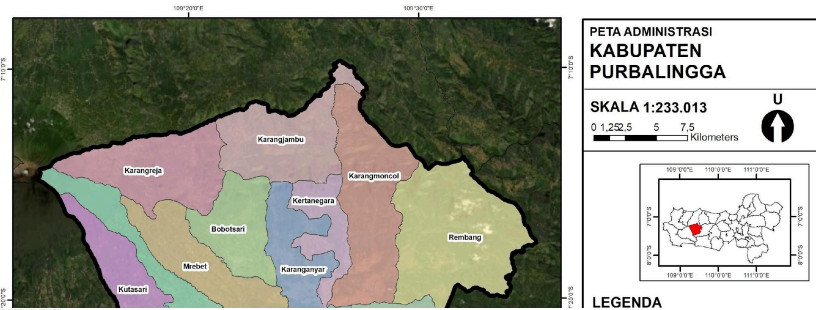 109°20'0"E
109°30'0"E
7°10'0"S
7°10'0"S
Karangjambu
Karangreja
Karangmoncol
Kertanegara
Bobotsari
Rembang
Mrebet
Karanganyar
Kutasari
7°20'0"S
PETA ADMINISTRASI
KABUPATEN
PURBALINGGA
SKALA 1:233.013
U
0 1,252,5 5 7,5
Kilometers
109°0'0"E 110°0'0"E 111°0'0"E
7°0'0"S
7°0'0"S
8°0'0"S
8°0'0"S
109°0'0"E 110°0'0"E 111°0'0"E
LEGENDA